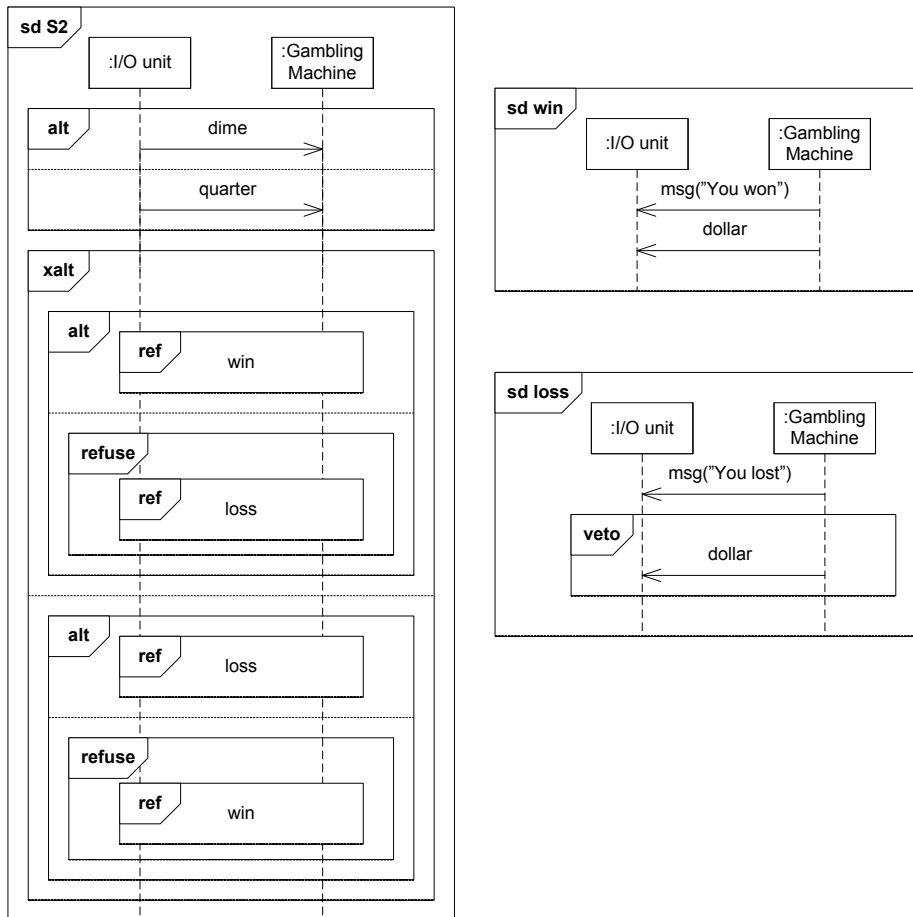 sd S2
:I/O unit
:Gambling
Machine
alt
dime
quarter
xalt
alt
ref
win
refuse
ref
loss
alt
ref
loss
refuse
ref
win
sd win
:I/O unit
:Gambling
Machine
msg(”You won”)
dollar
sd loss
:I/O unit
:Gambling
Machine
msg(”You lost”)
veto
dollar